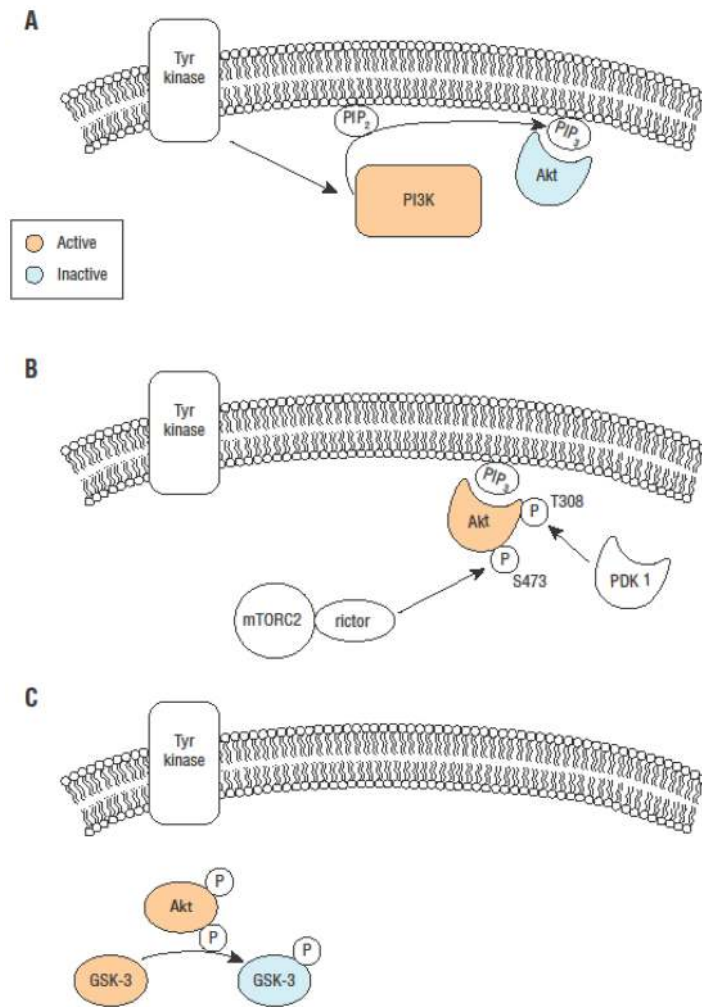 A
Tyr
kinase
PIP₂
PIP₃
Akt
PI3K
Active
Inactive
B
Tyr
kinase
PIP₃
Akt
P
T308
P
S473
PDK 1
mTORC2
rictor
C
Tyr
kinase
P
Akt
P
P
GSK-3
GSK-3